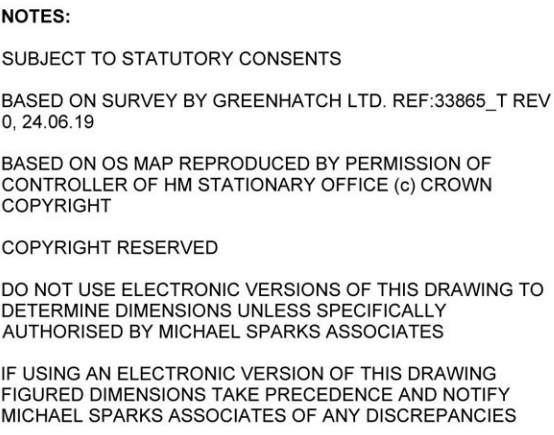 NOTES:
SUBJECT TO STATUTORY CONSENTS
BASED ON SURVEY BY GREENHATCH LTD. REF:33865_T REV
0, 24.06.19
BASED ON OS MAP REPRODUCED BY PERMISSION OF
CONTROLLER OF HM STATIONARY OFFICE (c) CROWN
COPYRIGHT
COPYRIGHT RESERVED
DO NOT USE ELECTRONIC VERSIONS OF THIS DRAWING TO
DETERMINE DIMENSIONS UNLESS SPECIFICALLY
AUTHORISED BY MICHAEL SPARKS ASSOCIATES
IF USING AN ELECTRONIC VERSION OF THIS DRAWING
FIGURED DIMENSIONS TAKE PRECEDENCE AND NOTIFY
MICHAEL SPARKS ASSOCIATES OF ANY DISCREPANCIES